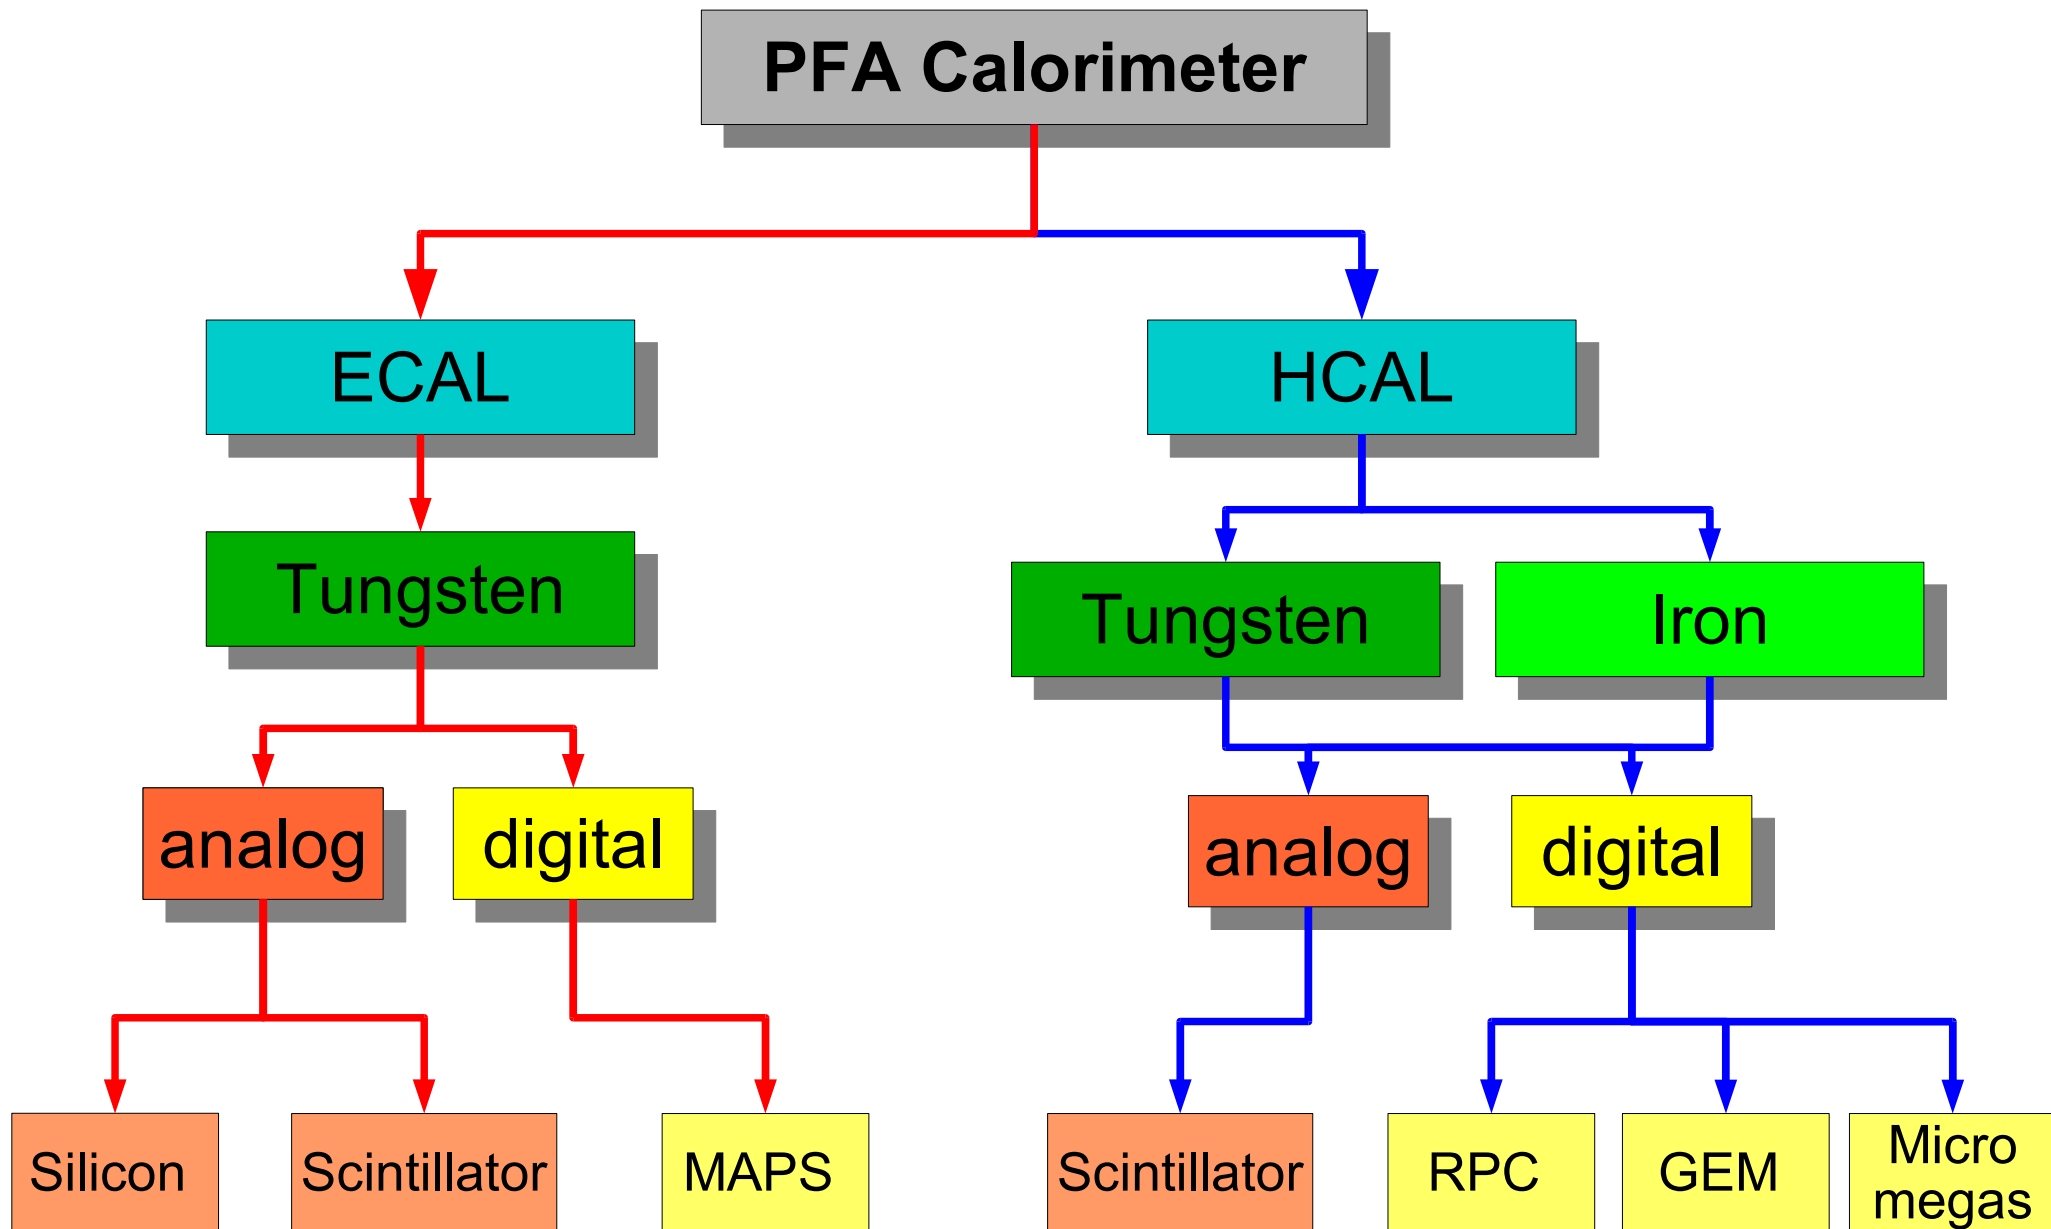 PFA Calorimeter
ECAL
HCAL
Tungsten
Tungsten
Iron
analog
digital
analog
digital
Silicon
Scintillator
MAPS
Scintillator
RPC
GEM
Micro
megas